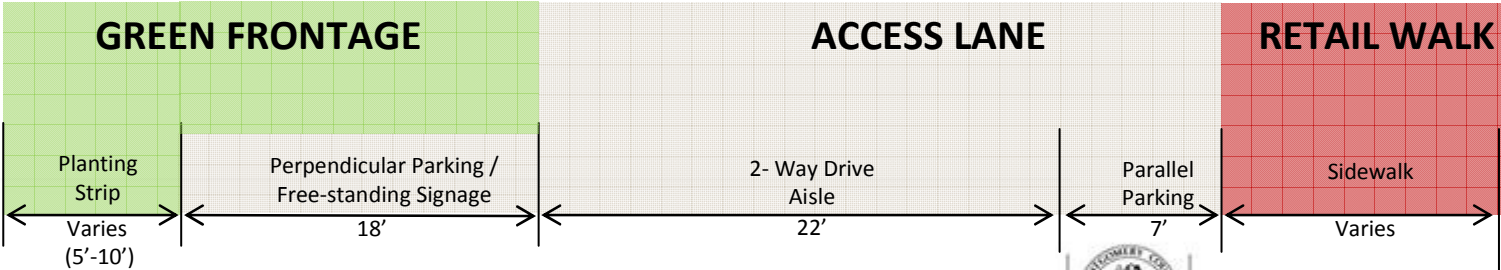 GREEN FRONTAGE
ACCESS LANE
RETAIL WALK
Planting
Strip
Perpendicular Parking /
Free-standing Signage
2- Way Drive
Aisle
Parallel
Parking
Sidewalk
Varies
(5’-10’)
18’
22’
7’
Varies